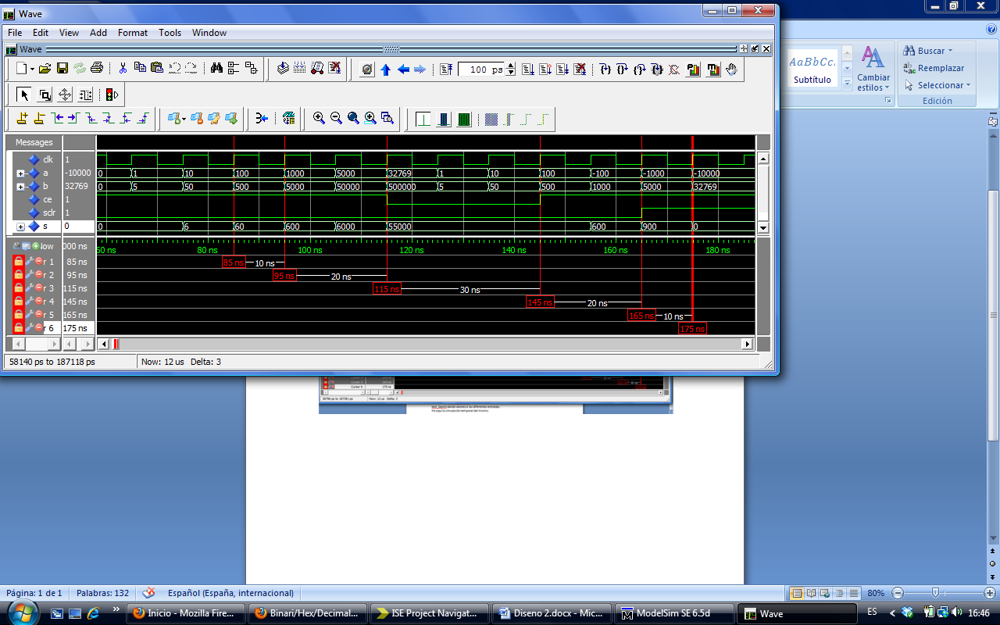 Wave
File Edit View Add Format Tools Window
Wave
100 ps
Messages
clk 1
a -10000 0 1 10 100 1000 5000 32769 1 10 100 -100 -1000 -10000
b 32769 0 5 50 500 5000 50000 500000 5 50 500 1000 5000 32769
ce 1
sclr 1
s 0 0 6 60 600 6000 55000 600 900 0
low 000 ns 60 ns 80 ns 100 ns 120 ns 140 ns 160 ns 180 ns
r 1 85 ns 85 ns 10 ns
r 2 95 ns 95 ns 20 ns
r 3 115 ns 115 ns 30 ns
r 4 145 ns 145 ns 20 ns
r 5 165 ns 165 ns 10 ns
r 6 175 ns 175 ns
58140 ps to 187118 ps Now: 12 us Delta: 3
AaBbCc.
Subtítulo
Cambiar
estilos
Buscar
Reemplazar
Seleccionar
Edición
Página: 1 de 1 Palabras: 132 Español (España, internacional) 80%
Inicio - Mozilla Fire... Binari/Hex/Decimal... ISE Project Navigat... Diseno 2.docx - Mic... ModelSim SE 6.5d Wave ES 16:46